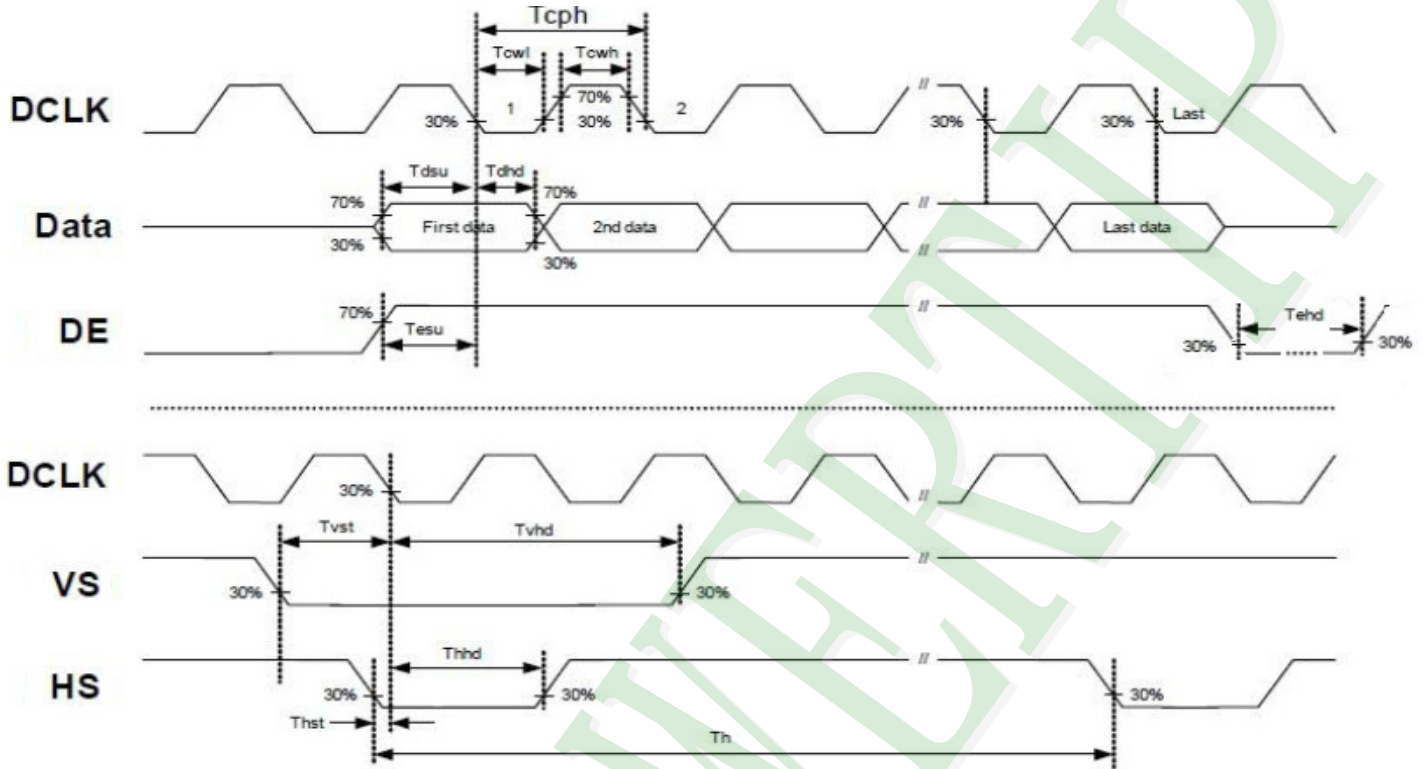 Tcph
Tcwl Tcwh
DCLK 30% 1 70% 30% 2 // 30% 30% Last
Tdsu Tdhd
70% 70%
Data First data 2nd data // // Last data
30% 30%
70% // Tehd
DE Tesu 30% 30%
DCLK 30% //
Tvst Tvhd
VS 30% 30% //
Thhd //
HS 30% 30% 30%
Thst
Th
WERTIP